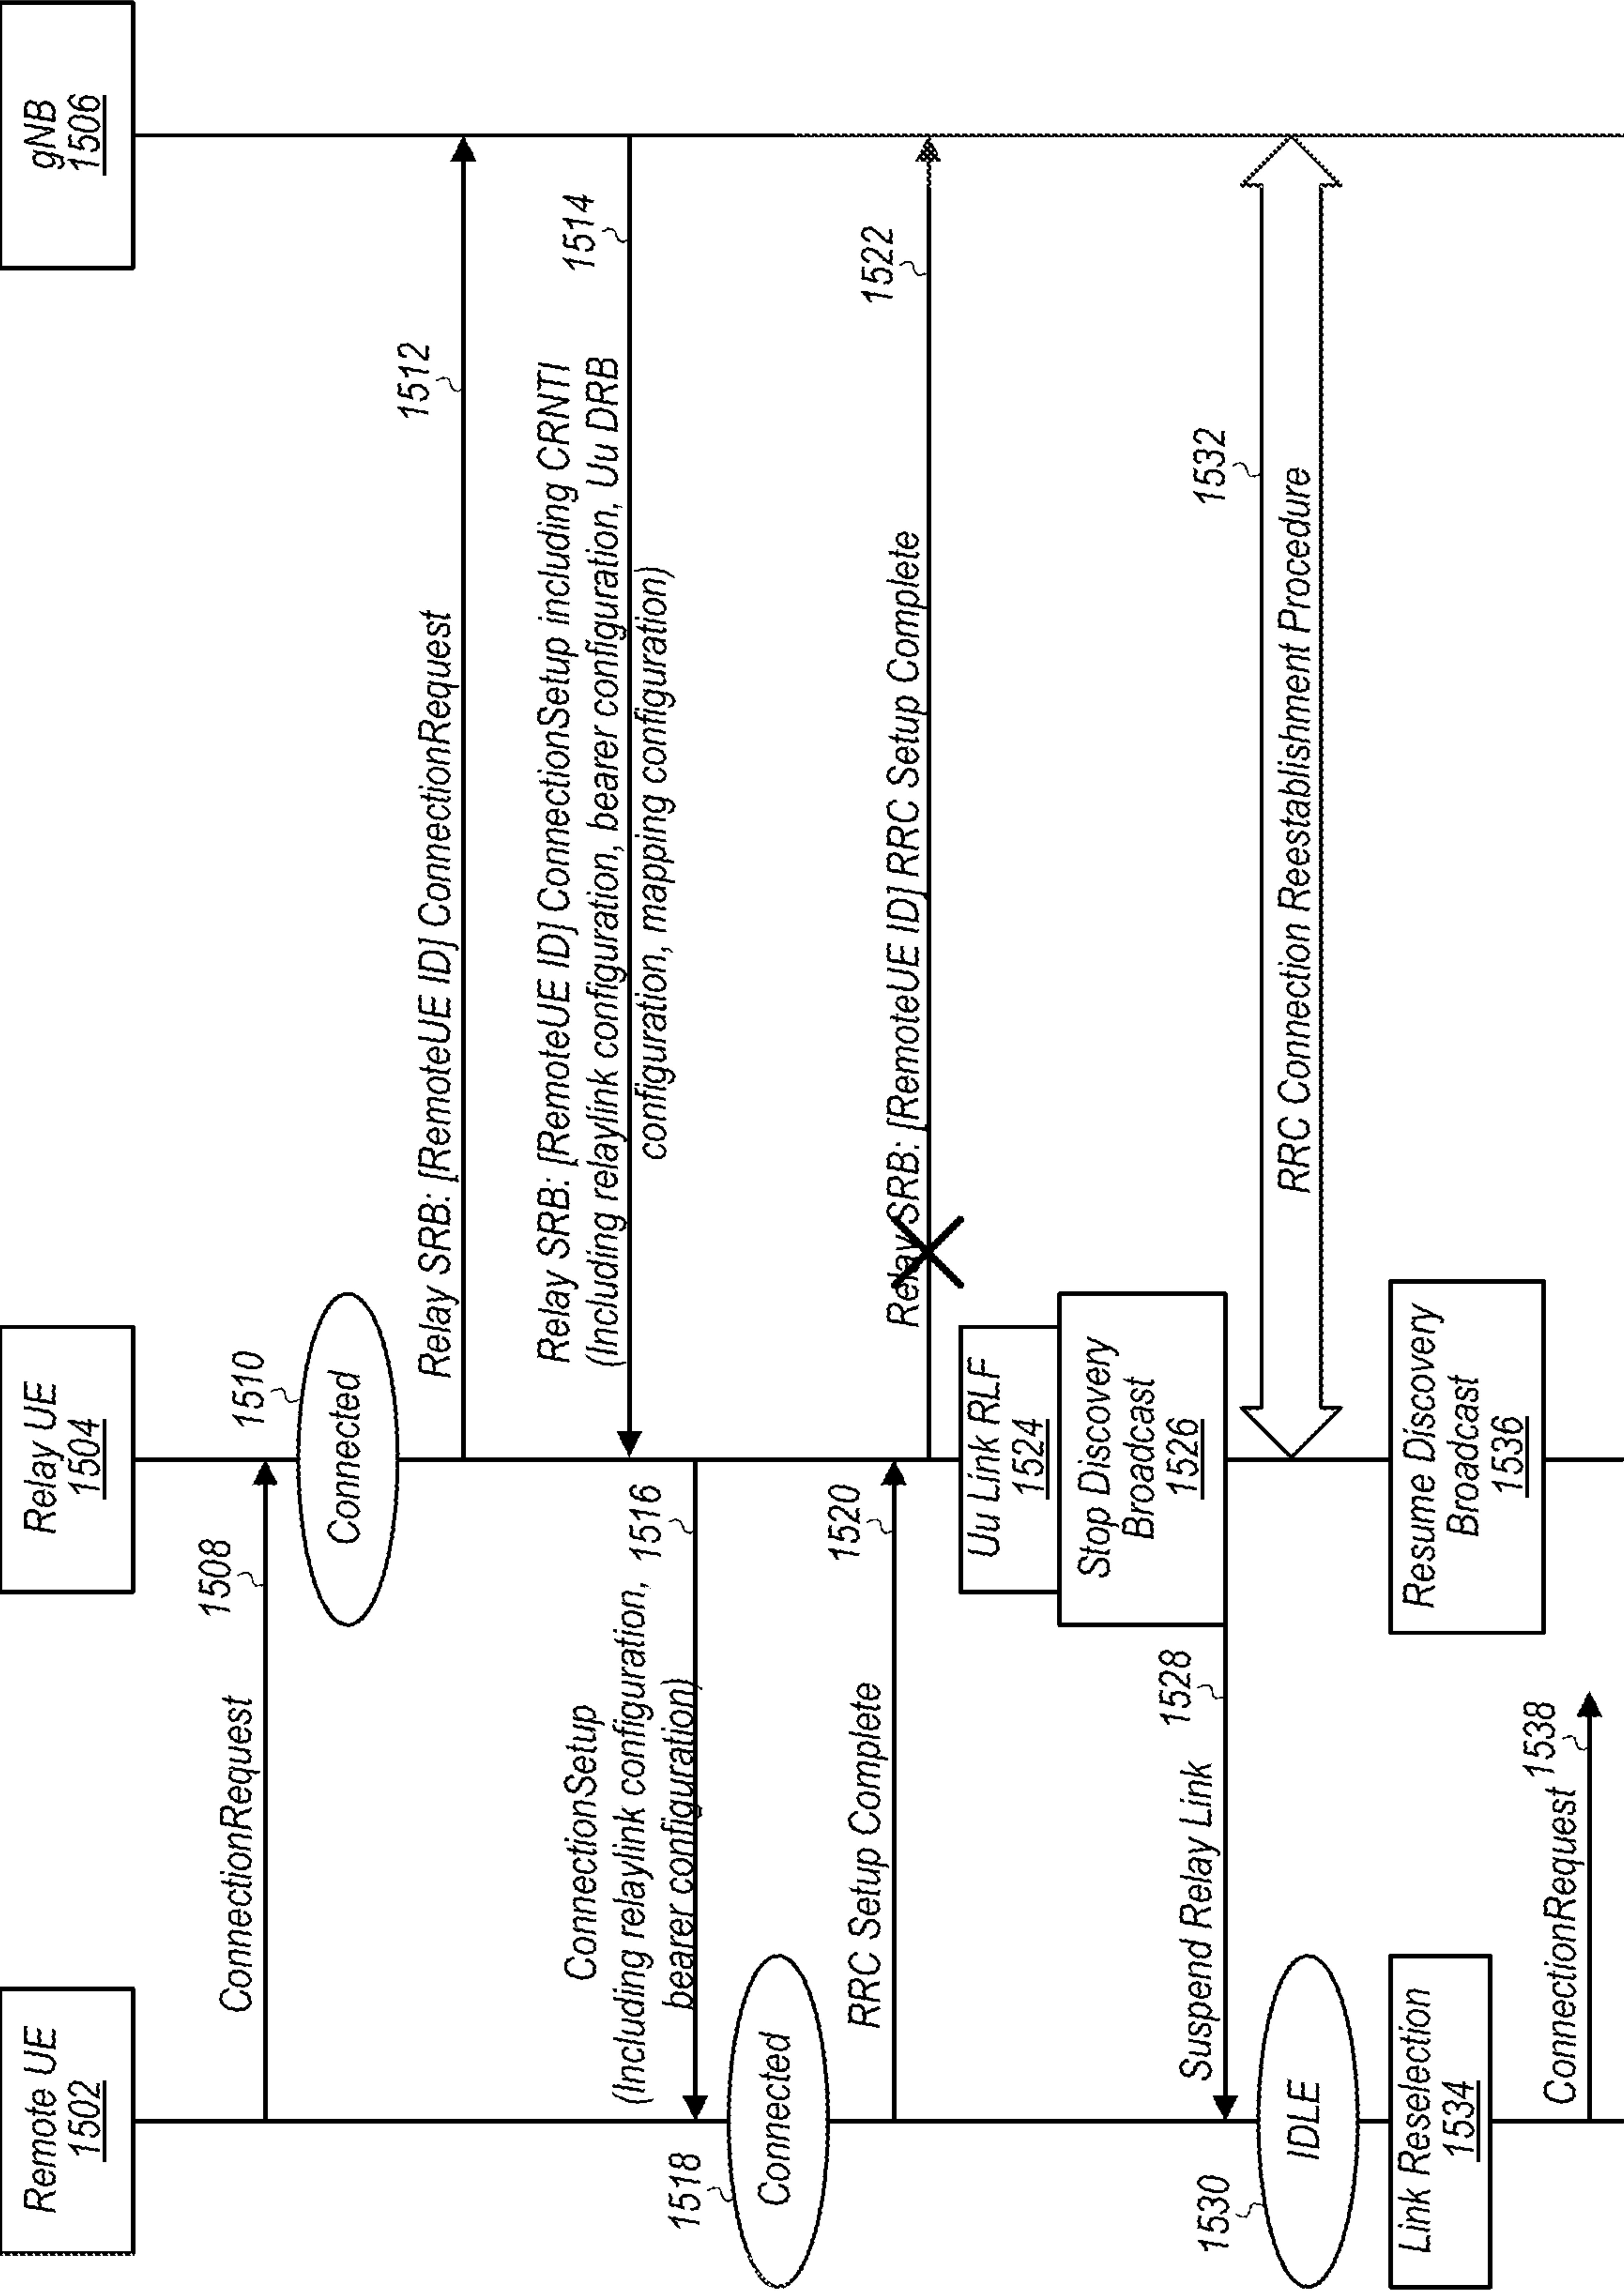 Remote UE
1502
Relay UE
1504
gNB
1506
ConnectionRequest
1508
1510
Connected
Relay SRB: [RemoteUE ID] ConnectionRequest
1512
Relay SRB: [RemoteUE ID] ConnectionSetup including CRNTI
(Including relaylink configuration, bearer configuration, Uu DRB
configuration, mapping configuration)
1514
ConnectionSetup
(Including relaylink configuration,
bearer configuration)
1516
1518
Connected
RRC Setup Complete
1520
Relay SRB: [RemoteUE ID] RRC Setup Complete
1522
Uu Link RLF
1524
Stop Discovery
Broadcast
1526
Suspend Relay Link
1528
1530
IDLE
1532
RRC Connection Reestablishment Procedure
Link Reselection
1534
Resume Discovery
Broadcast
1536
ConnectionRequest
1538